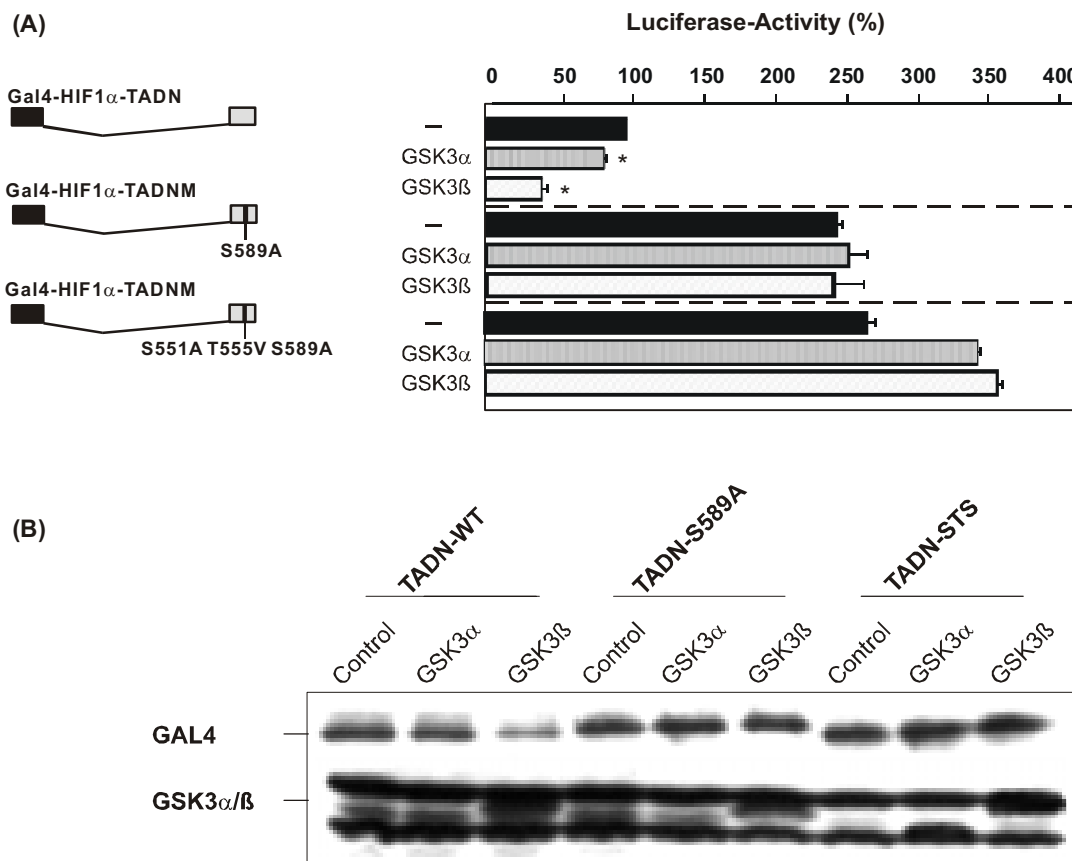 (A)
Luciferase-Activity (%)
0 50 100 150 200 250 300 350 400
Gal4-HIF1α-TADN
–
GSK3α
*
GSK3ß
*
Gal4-HIF1α-TADNM
S589A
–
GSK3α
GSK3ß
Gal4-HIF1α-TADNM
S551A T555V S589A
–
GSK3α
GSK3ß
(B)
TADN-WT
TADN-S589A
TADN-STS
Control GSK3α GSK3ß Control GSK3α GSK3ß Control GSK3α GSK3ß
GAL4
GSK3α/ß